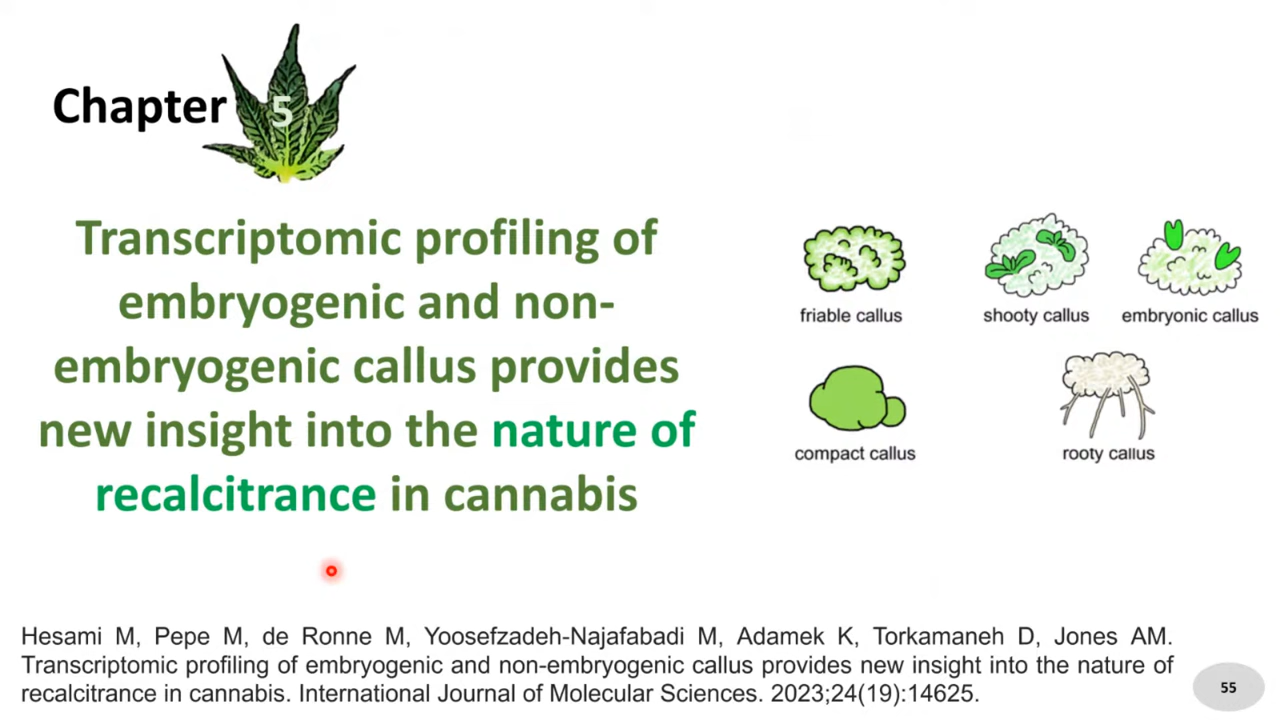 Chapter 5
Transcriptomic profiling of
embryogenic and non-
embryogenic callus provides
new insight into the nature of
recalcitrance in cannabis
friable callus
shooty callus
embryonic callus
compact callus
rooty callus
Hesami M, Pepe M, de Ronne M, Yoosefzadeh-Najafabadi M, Adamek K, Torkamaneh D, Jones AM.
Transcriptomic profiling of embryogenic and non-embryogenic callus provides new insight into the nature of
recalcitrance in cannabis. International Journal of Molecular Sciences. 2023;24(19):14625.
55